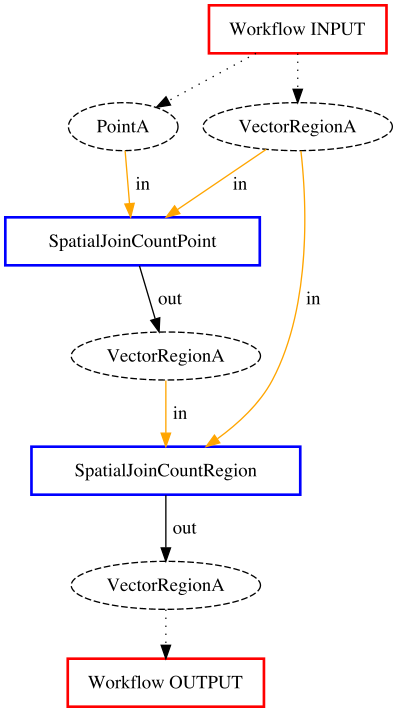 Workflow INPUT
PointA
VectorRegionA
in
in
SpatialJoinCountPoint
in
out
VectorRegionA
in
SpatialJoinCountRegion
out
VectorRegionA
Workflow OUTPUT